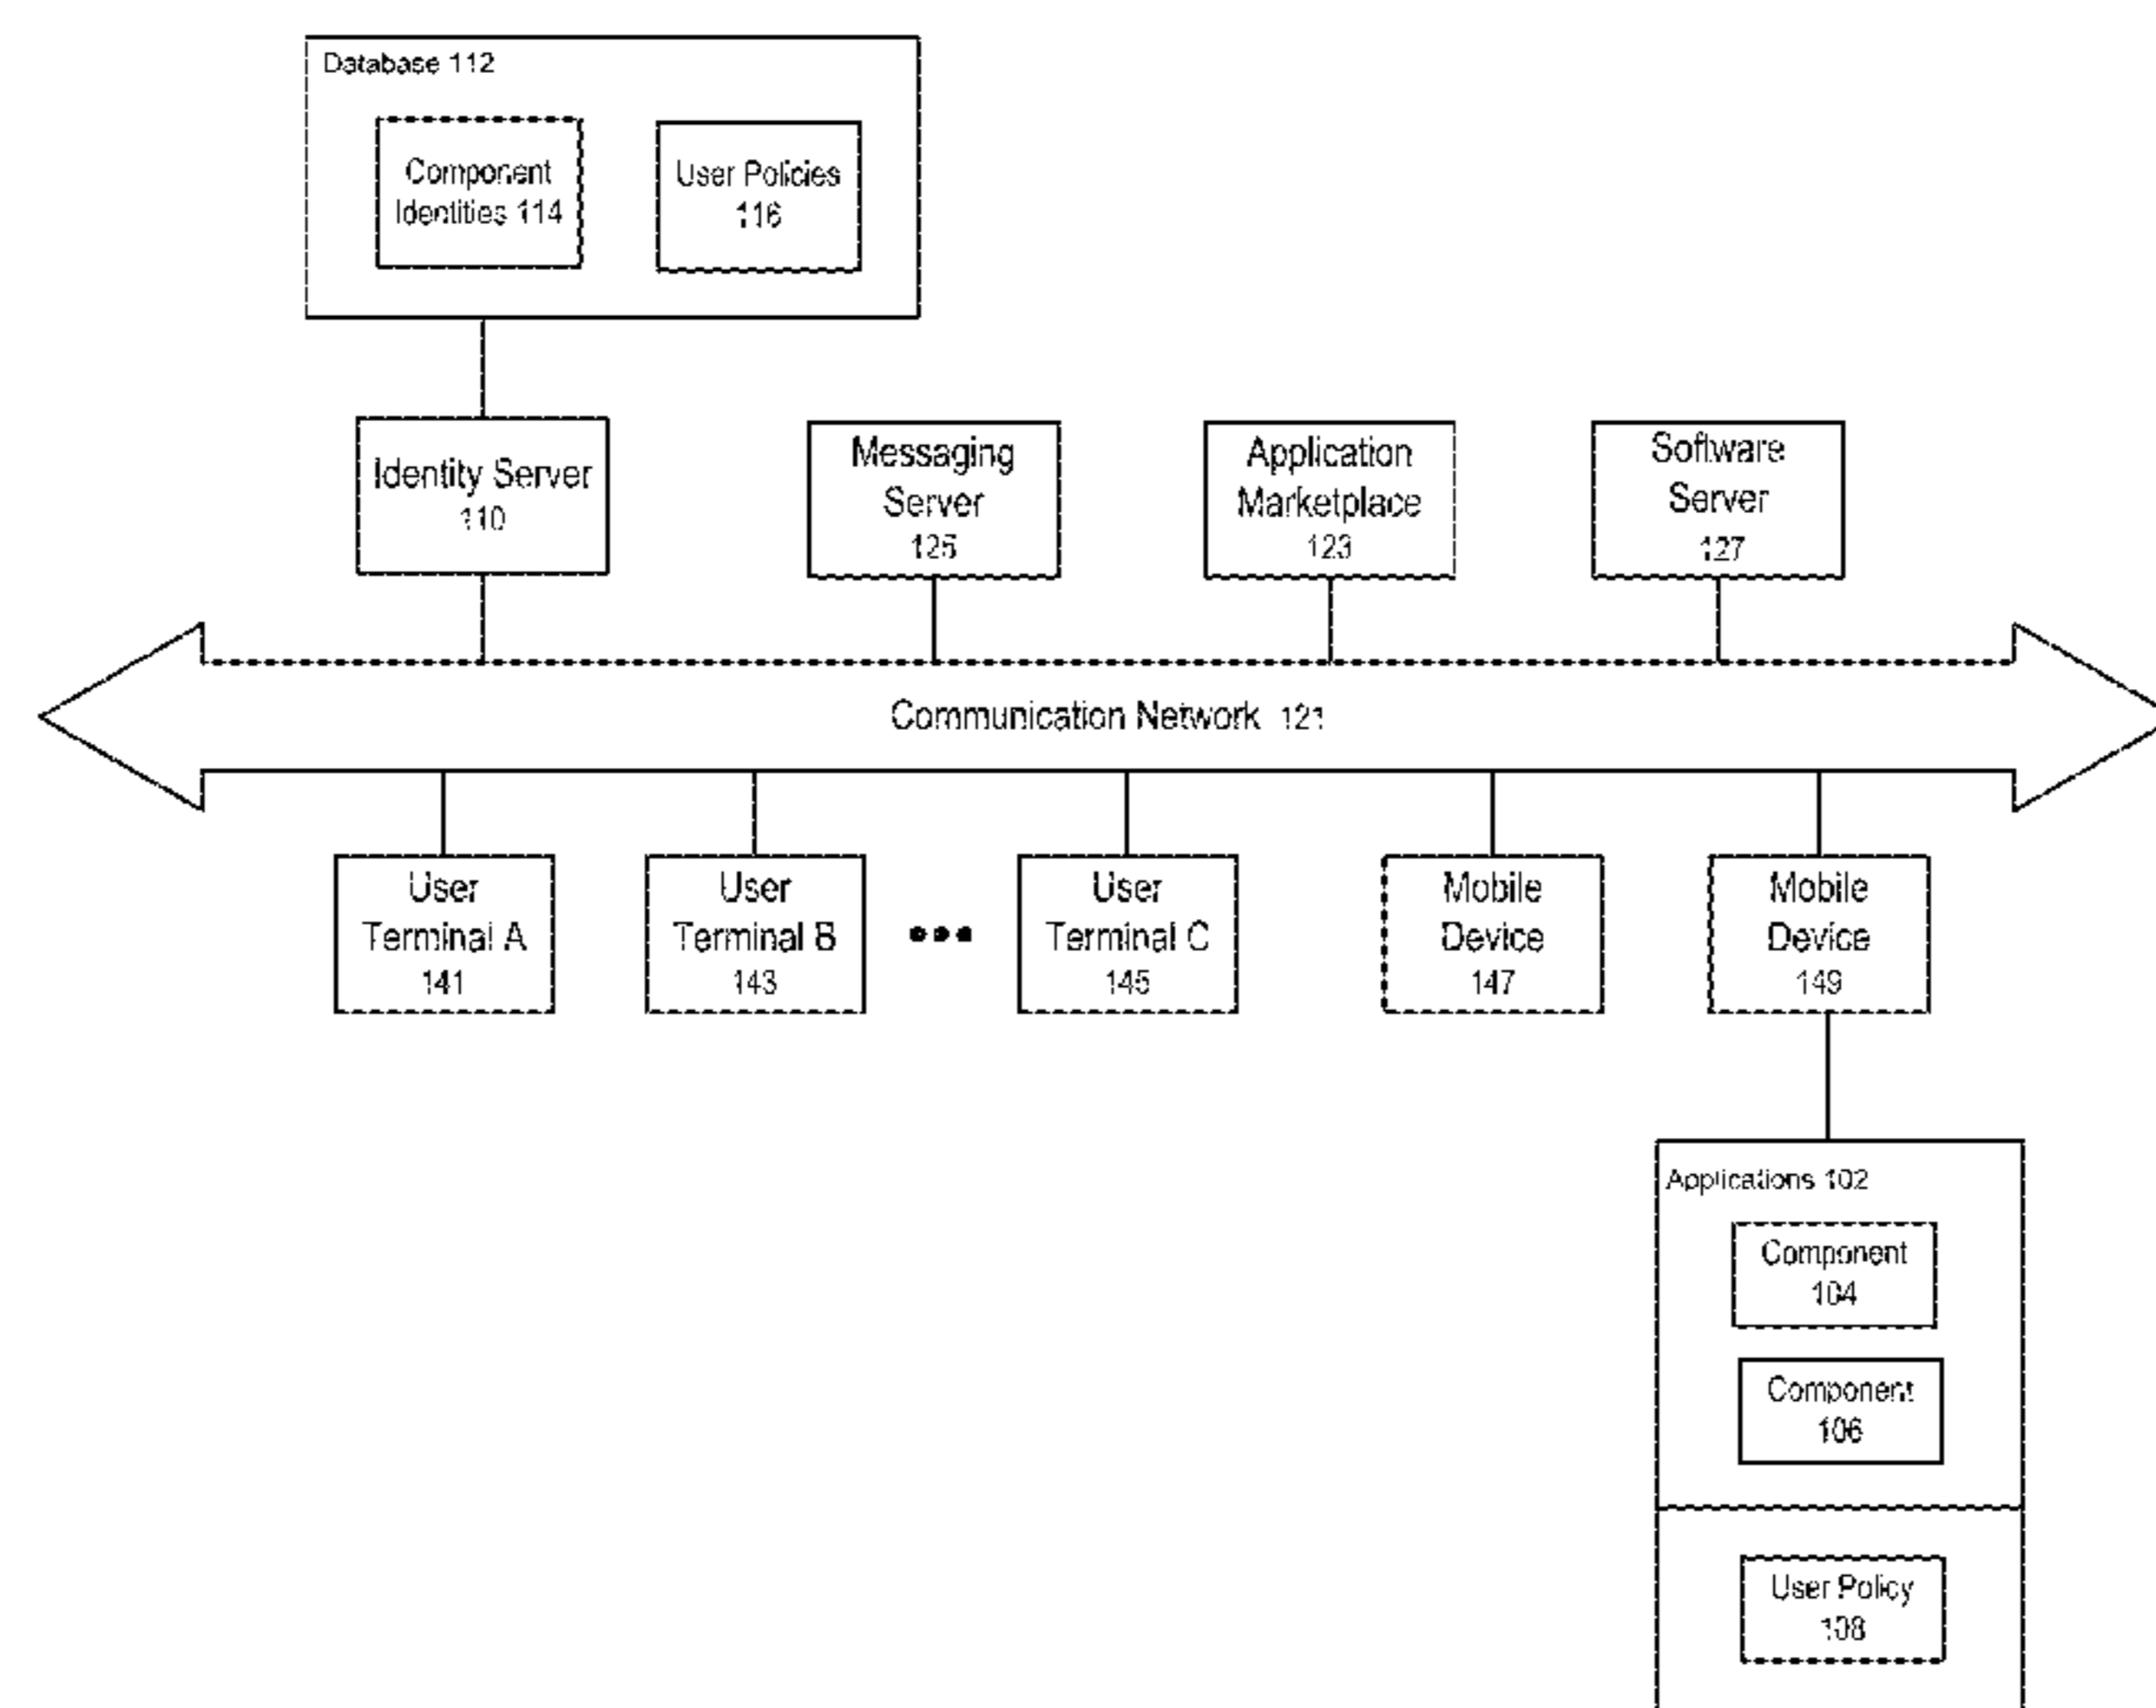 Database 112
Component
Identities 114
User Policies
116
Identity Server
110
Messaging
Server
125
Application
Marketplace
123
Software
Server
127
Communication Network 121
User
Terminal A
141
User
Terminal B
143
•••
User
Terminal C
145
Mobile
Device
147
Mobile
Device
149
Applications 102
Component
104
Component
106
User Policy
108